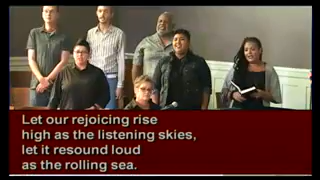 Let our rejoicing rise
high as the listening skies,
let it resound loud
as the rolling sea.